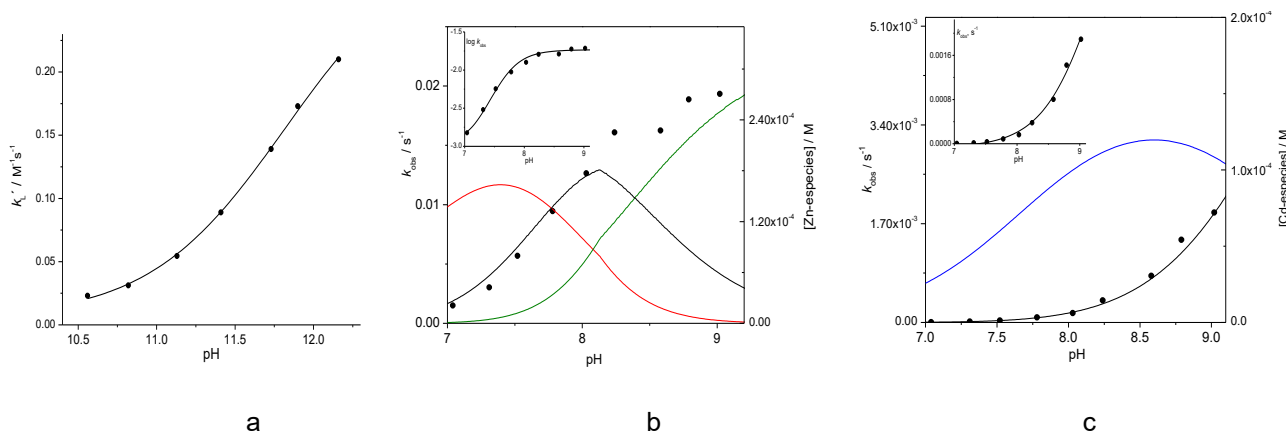 0.20
0.15
0.10
0.05
0.00
k_L´ / M⁻¹s⁻¹
10.5 11.0 11.5 12.0
pH
a
0.02
0.01
0.00
k_obs / s⁻¹
-1.5
-2.0
-2.5
-3.0
log k_obs
7 8 9
pH
2.40x10⁻⁴
1.20x10⁻⁴
0.00
[Zn-especies] / M
7 8 9
pH
b
5.10x10⁻³
3.40x10⁻³
1.70x10⁻³
0.00
k_obs / s⁻¹
0.0016
0.0008
0.0000
k_obs, s⁻¹
7 8 9
pH
2.0x10⁻⁴
1.0x10⁻⁴
0.0
[Cd-especies] / M
7.0 7.5 8.0 8.5 9.0
pH
c